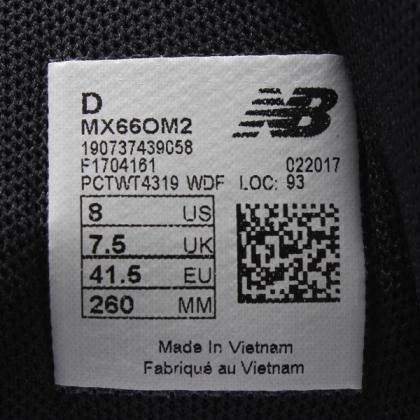 D
MX66OM2
190737439058
F1704161 022017
PCTWT4319 WDF LOC: 93
8 US
7.5 UK
41.5 EU
260 MM
Made In Vietnam
Fabriqué au Vietnam
NB